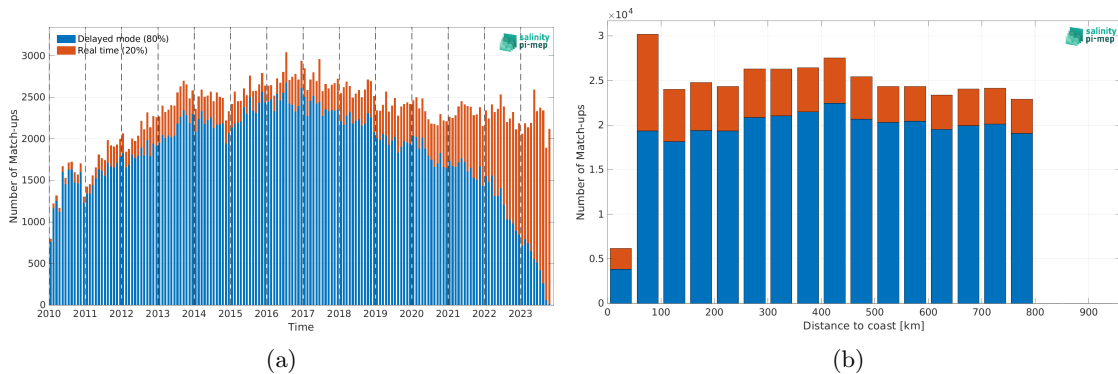 Delayed mode (80%)
Real time (20%)
salinity
pi-mep
Number of Match-ups
3000
2500
2000
1500
1000
500
0
2010 2011 2012 2013 2014 2015 2016 2017 2018 2019 2020 2021 2022 2023
Time
(a)
×10⁴
salinity
pi-mep
Number of Match-ups
3
2.5
2
1.5
1
0.5
0
0 100 200 300 400 500 600 700 800 900
Distance to coast [km]
(b)